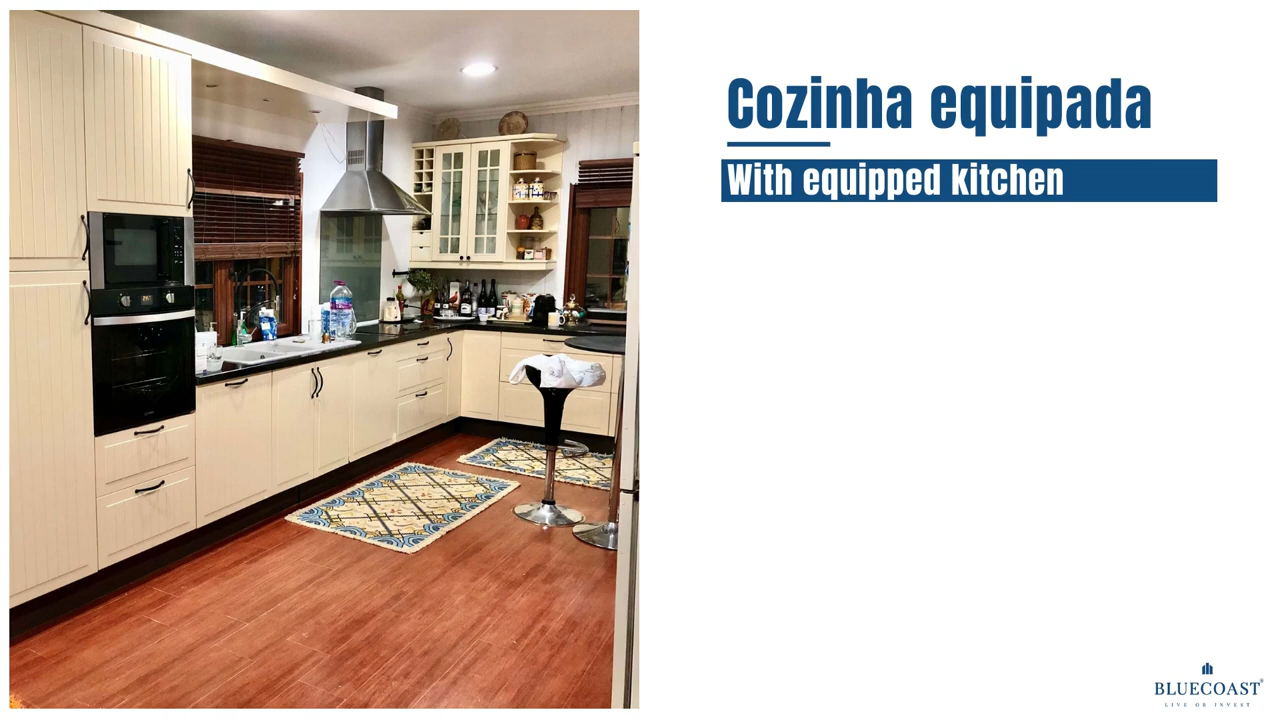 Cozinha equipada
With equipped kitchen
BLUECOAST®
LIVE OR INVEST